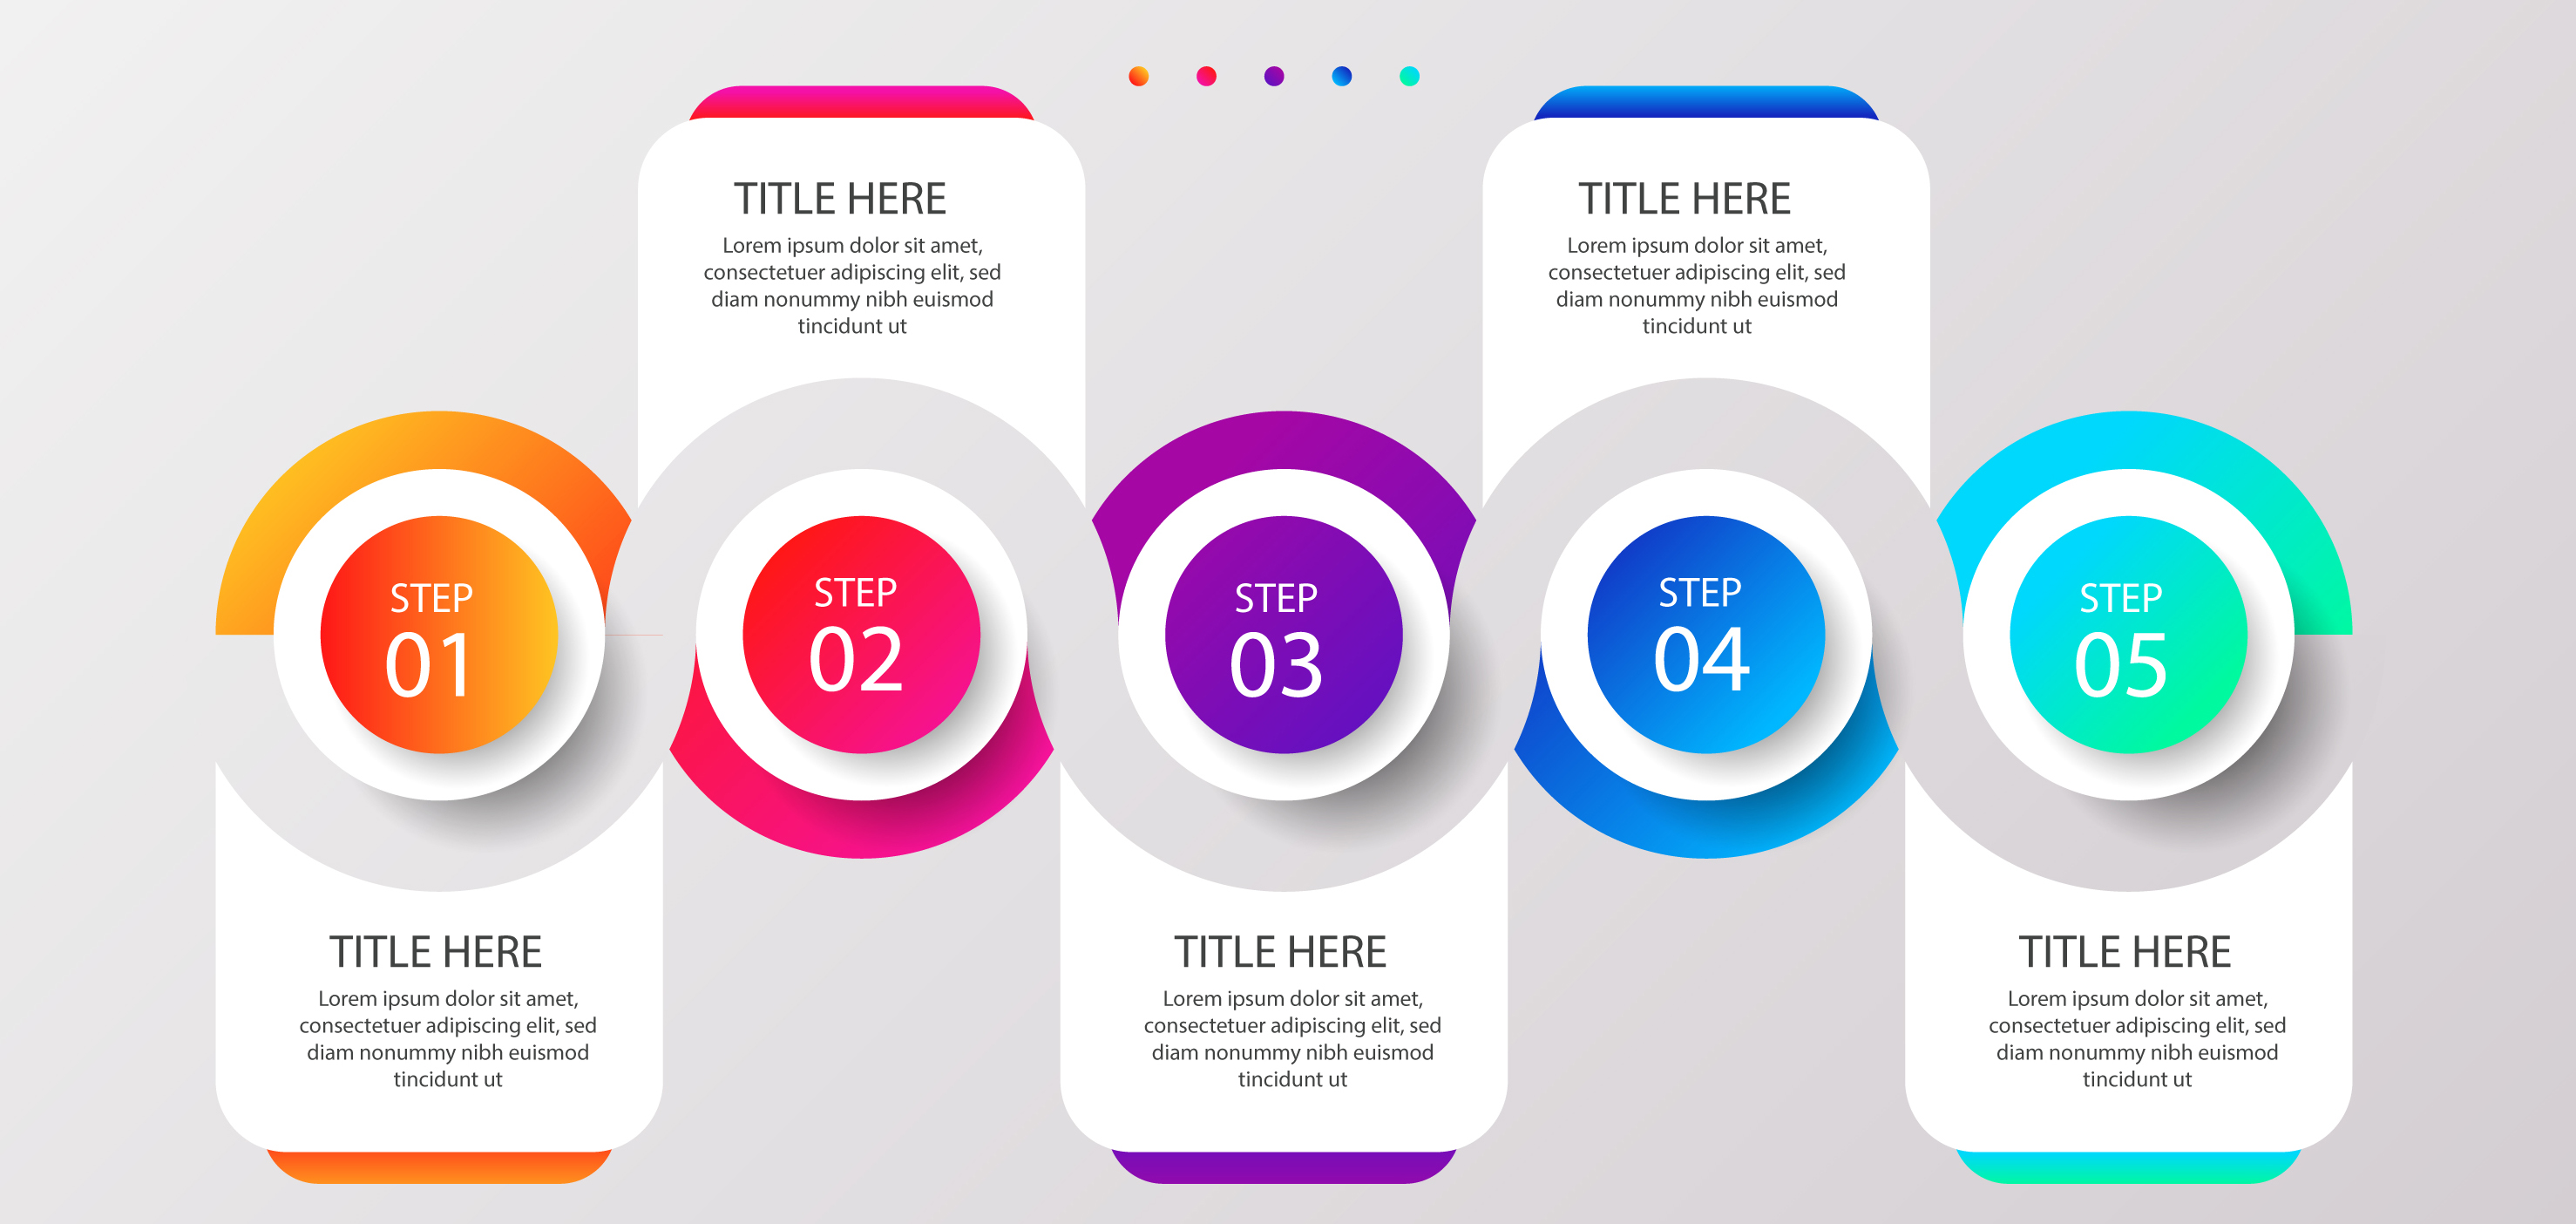 STEP
01
TITLE HERE
Lorem ipsum dolor sit amet,
consectetuer adipiscing elit, sed
diam nonummy nibh euismod
tincidunt ut
TITLE HERE
Lorem ipsum dolor sit amet,
consectetuer adipiscing elit, sed
diam nonummy nibh euismod
tincidunt ut
STEP
02
STEP
03
TITLE HERE
Lorem ipsum dolor sit amet,
consectetuer adipiscing elit, sed
diam nonummy nibh euismod
tincidunt ut
TITLE HERE
Lorem ipsum dolor sit amet,
consectetuer adipiscing elit, sed
diam nonummy nibh euismod
tincidunt ut
STEP
04
STEP
05
TITLE HERE
Lorem ipsum dolor sit amet,
consectetuer adipiscing elit, sed
diam nonummy nibh euismod
tincidunt ut